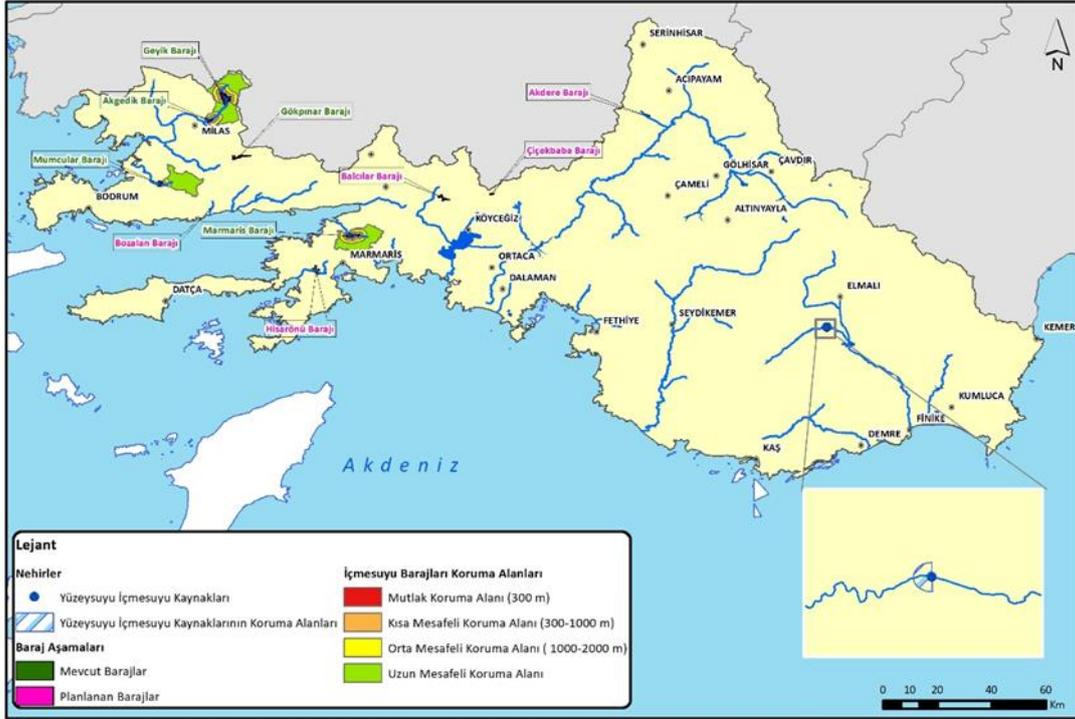 SERİNHİSAR
N
Geyik Barajı
ACIPAYAM
Akdere Barajı
Akgedik Barajı
Gökpınar Barajı
MİLAS
Çiçekbaba Barajı
Mumcular Barajı
GÖLHİSAR
ÇAVDIR
Balcılar Barajı
ÇAMELİ
BODRUM
ALTINYAYLA
KÖYCEĞİZ
Marmaris Barajı
Bozalan Barajı
MARMARİS
ORTACA
DALAMAN
DATÇA
ELMALI
SEYDİKEMER
FETHİYE
Hisarönü Barajı
KEMER
KUMLUCA
FİNİKE
DEMRE
KAŞ
Akdeniz
Lejant
Nehirler
Yüzeysuyu İçmesuyu Kaynakları
Yüzeysuyu İçmesuyu Kaynaklarının Koruma Alanları
Baraj Aşamaları
Mevcut Barajlar
Planlanan Barajlar
İçmesuyu Barajları Koruma Alanları
Mutlak Koruma Alanı (300 m)
Kısa Mesafeli Koruma Alanı (300-1000 m)
Orta Mesafeli Koruma Alanı ( 1000-2000 m)
Uzun Mesafeli Koruma Alanı
0 10 20 40 60
Km